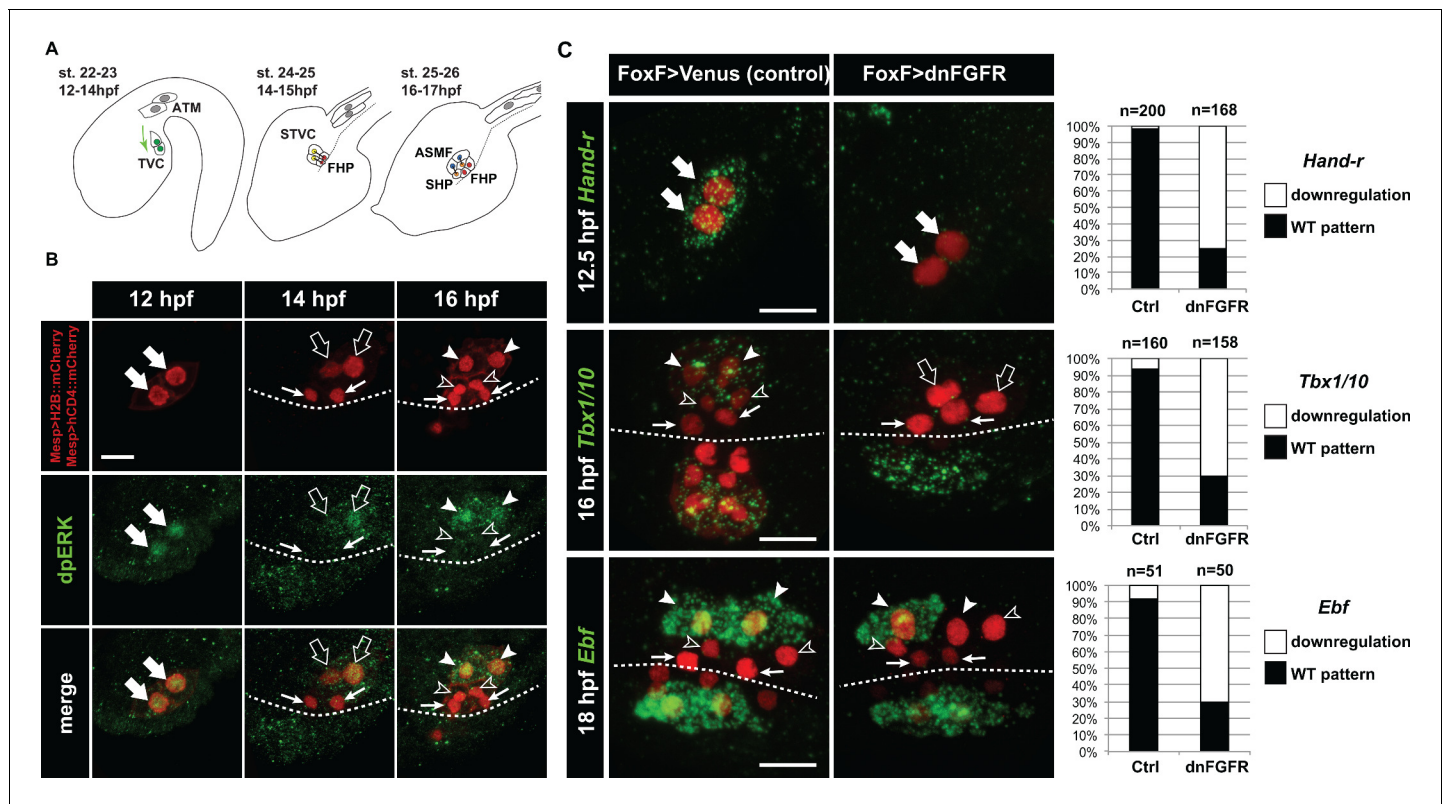 A
st. 22-23
12-14hpf
ATM
TVC
st. 24-25
14-15hpf
STVC
FHP
st. 25-26
16-17hpf
ASMF
SHP
FHP
B
12 hpf
14 hpf
16 hpf
Mesp>H2B::mCherry
Mesp>hCD4::mCherry
dpERK
merge
C
FoxF>Venus (control)
FoxF>dnFGFR
12.5 hpf Hand-r
16 hpf Tbx1/10
18 hpf Ebf
n=200 n=168
100%
90%
80%
70%
60%
50%
40%
30%
20%
10%
0%
Ctrl dnFGFR
Hand-r
downregulation
WT pattern
n=160 n=158
100%
90%
80%
70%
60%
50%
40%
30%
20%
10%
0%
Ctrl dnFGFR
Tbx1/10
downregulation
WT pattern
n=51 n=50
100%
90%
80%
70%
60%
50%
40%
30%
20%
10%
0%
Ctrl dnFGFR
Ebf
downregulation
WT pattern